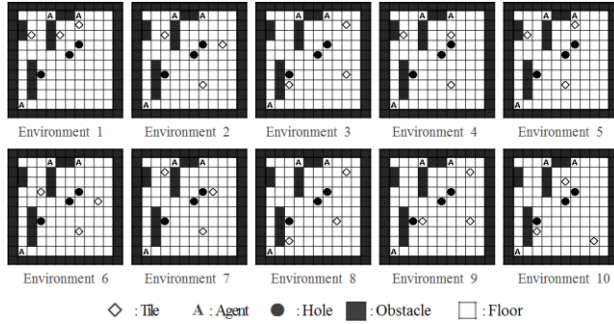 A A A A A A A A A A
A A A A A
Environment 1 Environment 2 Environment 3 Environment 4 Environment 5
A A A A A A A A A A
A A A A A
Environment 6 Environment 7 Environment 8 Environment 9 Environment 10
: Tile A : Agent : Hole : Obstacle : Floor